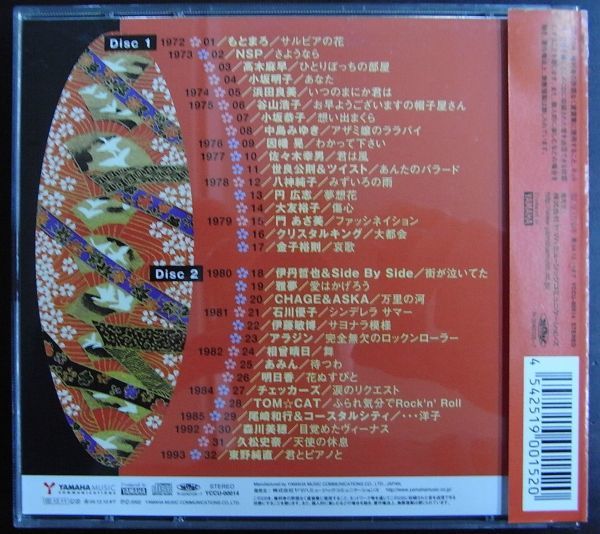 Disc 1
1972 01/もとまろ/サルビアの花
1973 02/NSP/さようなら
03/高木麻早/ひとりぼっちの部屋
04/小坂明子/あなた
1974 05/浜田良美/いつのまにか君は
1975 06/谷山浩子/お早ようございますの帽子屋さん
07/小坂恭子/想い出まくら
08/中島みゆき/アザミ嬢のララバイ
1976 09/因幡 晃/わかって下さい
1977 10/佐々木幸男/君は風
11/世良公則&ツイスト/あんたのバラード
1978 12/八神純子/みずいろの雨
13/円 広志/夢想花
14/大友裕子/傷心
1979 15/門 あさ美/ファッシネイション
16/クリスタルキング/大都会
17/金子裕則/哀歌
Disc 2
1980 18/伊丹哲也&Side By Side/街が泣いてた
19/雅夢/愛はかげろう
20/CHAGE&ASKA/万里の河
1981 21/石川優子/シンデレラ サマー
22/伊藤敏博/サヨナラ模様
23/アラジン/完全無欠のロックンローラー
1982 24/相曽晴日/舞
25/あみん/待つわ
26/明日香/花ぬすびと
1984 27/チェッカーズ/涙のリクエスト
28/TOM☆CAT/ふられ気分でRock'n' Roll
1985 29/尾崎和行&コースタルシティ/・・・洋子
1992 30/森川美穂/目覚めたヴィーナス
31/久松史奈/天使の休息
1993 32/東野純直/君とピアノと
YAMAHA MUSIC
COMMUNICATIONS
Produced by
YAMAHA
STEREO
YCCU-00014
Manufactured by YAMAHA MUSIC COMMUNICATIONS CO., LTD., JAPAN.
4 542519 001520